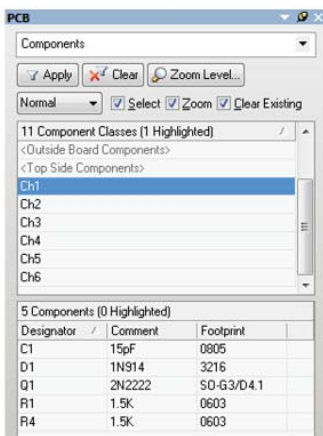 PCB
Components
Apply Clear Zoom Level...
Normal Select Zoom Clear Existing
11 Component Classes (1 Highlighted)
<Outside Board Components>
<Top Side Components>
Ch1
Ch2
Ch3
Ch4
Ch5
Ch6
5 Components (0 Highlighted)
Designator Comment Footprint
C1 15pF 0805
D1 1N914 3216
Q1 2N2222 SO-G3/D4.1
R1 1.5K 0603
R4 1.5K 0603